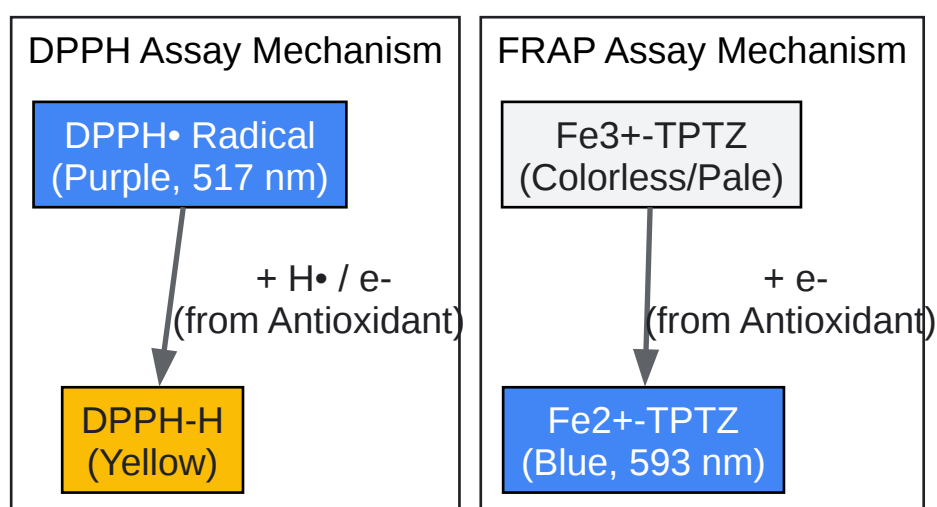 DPPH Assay Mechanism
DPPH• Radical
(Purple, 517 nm)
+ H• / e-
(from Antioxidant)
DPPH-H
(Yellow)
FRAP Assay Mechanism
Fe3+-TPTZ
(Colorless/Pale)
+ e-
(from Antioxidant)
Fe2+-TPTZ
(Blue, 593 nm)